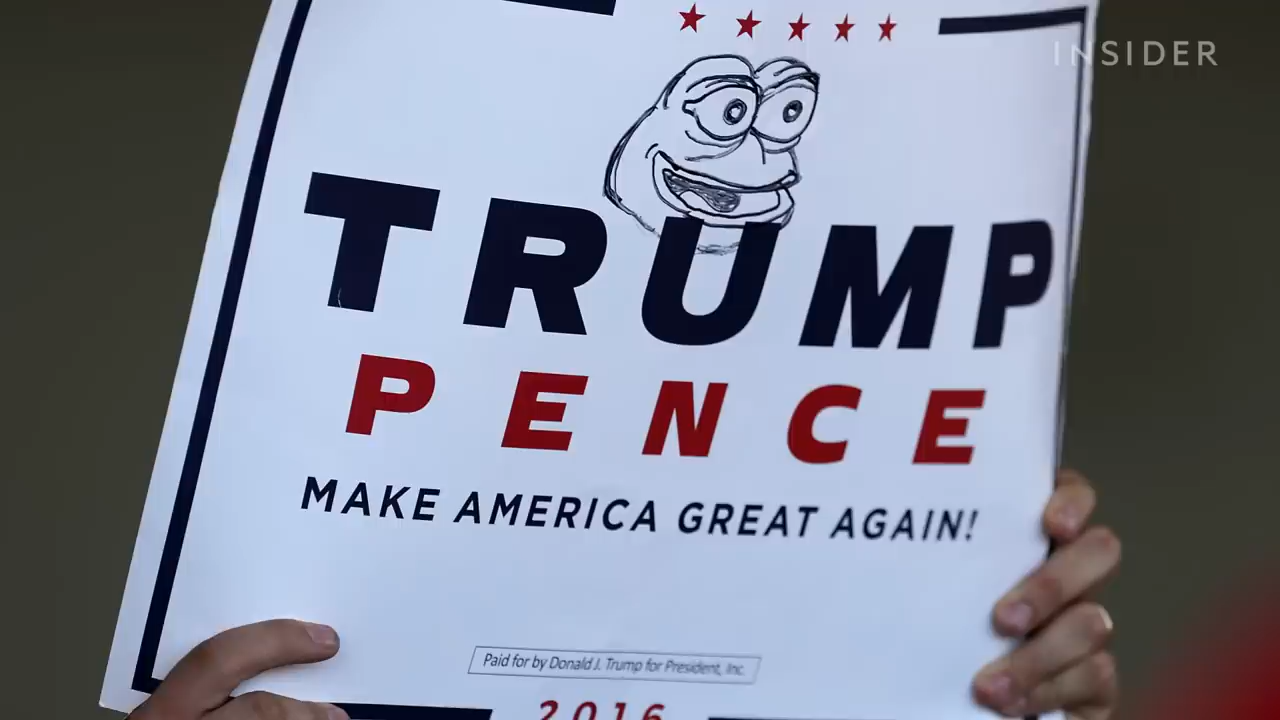 INSIDER
TRUMP
PENCE
MAKE AMERICA GREAT AGAIN!
Paid for by Donald J. Trump for President, Inc.
2016